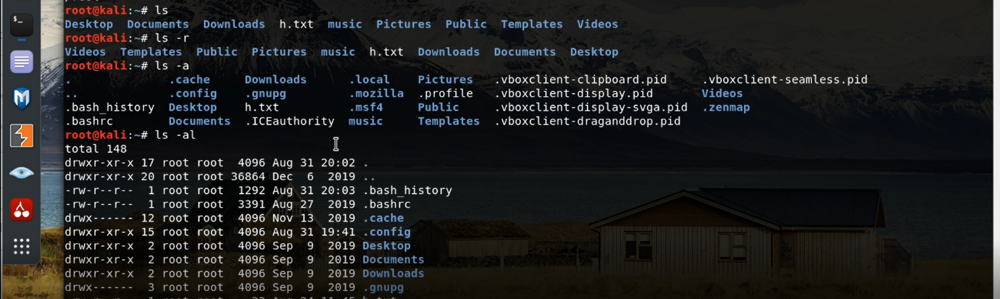 root@kali:~# ls
Desktop  Documents  Downloads  h.txt  music  Pictures  Public  Templates  Videos
root@kali:~# ls -r
Videos  Templates  Public  Pictures  music  h.txt  Downloads  Documents  Desktop
root@kali:~# ls -a
.              .cache     Downloads     .local    Pictures   .vboxclient-clipboard.pid     .vboxclient-seamless.pid
..             .config    .gnupg        .mozilla  .profile   .vboxclient-display.pid       Videos
.bash_history  Desktop    h.txt         .msf4     Public     .vboxclient-display-svga.pid  .zenmap
.bashrc        Documents  .ICEauthority  music     Templates  .vboxclient-draganddrop.pid
root@kali:~# ls -al
total 148
drwxr-xr-x 17 root root  4096 Aug 31 20:02 .
drwxr-xr-x 20 root root 36864 Dec  6  2019 ..
-rw-r--r--  1 root root  1292 Aug 31 20:03 .bash_history
-rw-r--r--  1 root root  3391 Aug 27  2019 .bashrc
drwx------ 12 root root  4096 Nov 13  2019 .cache
drwxr-xr-x 15 root root  4096 Aug 31 19:41 .config
drwxr-xr-x  2 root root  4096 Sep  9  2019 Desktop
drwxr-xr-x  2 root root  4096 Sep  9  2019 Documents
drwxr-xr-x  2 root root  4096 Sep  9  2019 Downloads
drwx------  3 root root  4096 Sep  9  2019 .gnupg